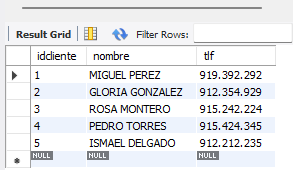 Result Grid Filter Rows:
idcliente nombre tlf
1 MIGUEL PEREZ 919.392.292
2 GLORIA GONZALEZ 912.354.929
3 ROSA MONTERO 915.242.224
4 PEDRO TORRES 915.424.345
5 ISMAEL DELGADO 912.212.235
NULL NULL NULL